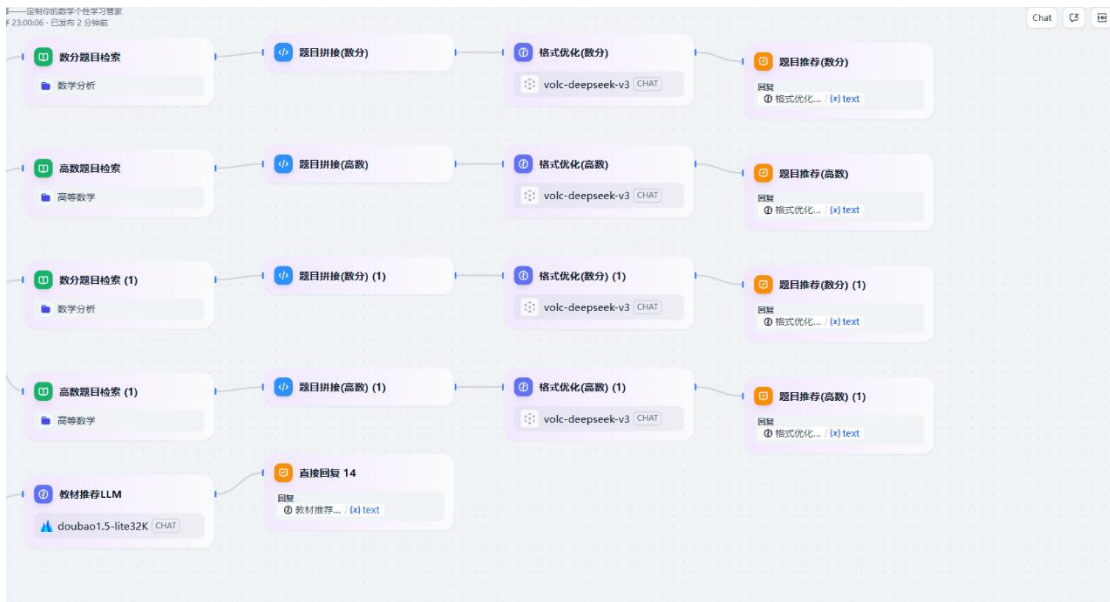 ——定制你的数学个性学习管家
23:00:06 · 已发布 2 分钟前
Chat
数分题目检索
数学分析
题目拼接(数分)
格式优化(数分)
volc-deepseek-v3 CHAT
题目推荐(数分)
回复
格式优化... / {x} text
高数题目检索
高等数学
题目拼接(高数)
格式优化(高数)
volc-deepseek-v3 CHAT
题目推荐(高数)
回复
格式优化... / {x} text
数分题目检索 (1)
数学分析
题目拼接(数分) (1)
格式优化(数分) (1)
volc-deepseek-v3 CHAT
题目推荐(数分) (1)
回复
格式优化... / {x} text
高数题目检索 (1)
高等数学
题目拼接(高数) (1)
格式优化(高数) (1)
volc-deepseek-v3 CHAT
题目推荐(高数) (1)
回复
格式优化... / {x} text
教材推荐LLM
doubao1.5-lite32K CHAT
直接回复 14
回复
教材推荐... / {x} text